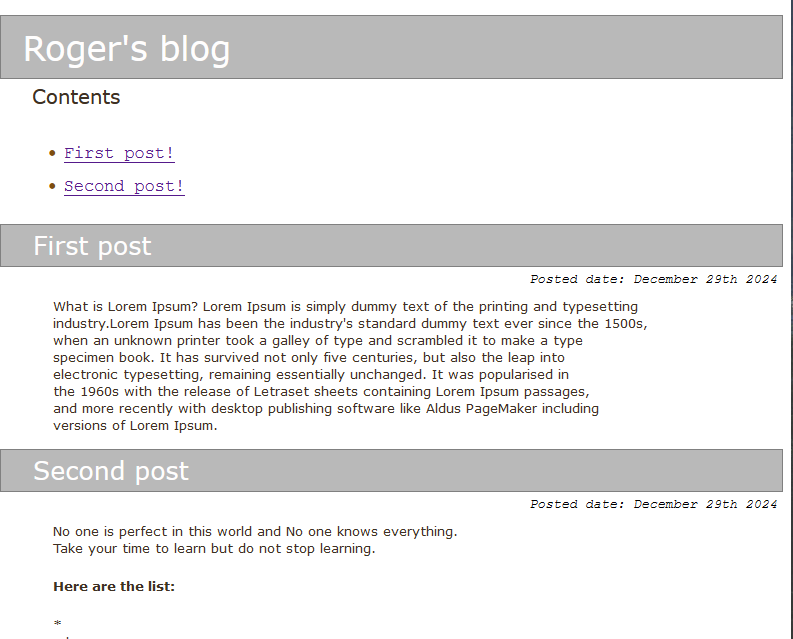 Roger's blog
Contents
• First post!
• Second post!
First post
Posted date: December 29th 2024
What is Lorem Ipsum? Lorem Ipsum is simply dummy text of the printing and typesetting
industry.Lorem Ipsum has been the industry's standard dummy text ever since the 1500s,
when an unknown printer took a galley of type and scrambled it to make a type
specimen book. It has survived not only five centuries, but also the leap into
electronic typesetting, remaining essentially unchanged. It was popularised in
the 1960s with the release of Letraset sheets containing Lorem Ipsum passages,
and more recently with desktop publishing software like Aldus PageMaker including
versions of Lorem Ipsum.
Second post
Posted date: December 29th 2024
No one is perfect in this world and No one knows everything.
Take your time to learn but do not stop learning.
Here are the list:
*